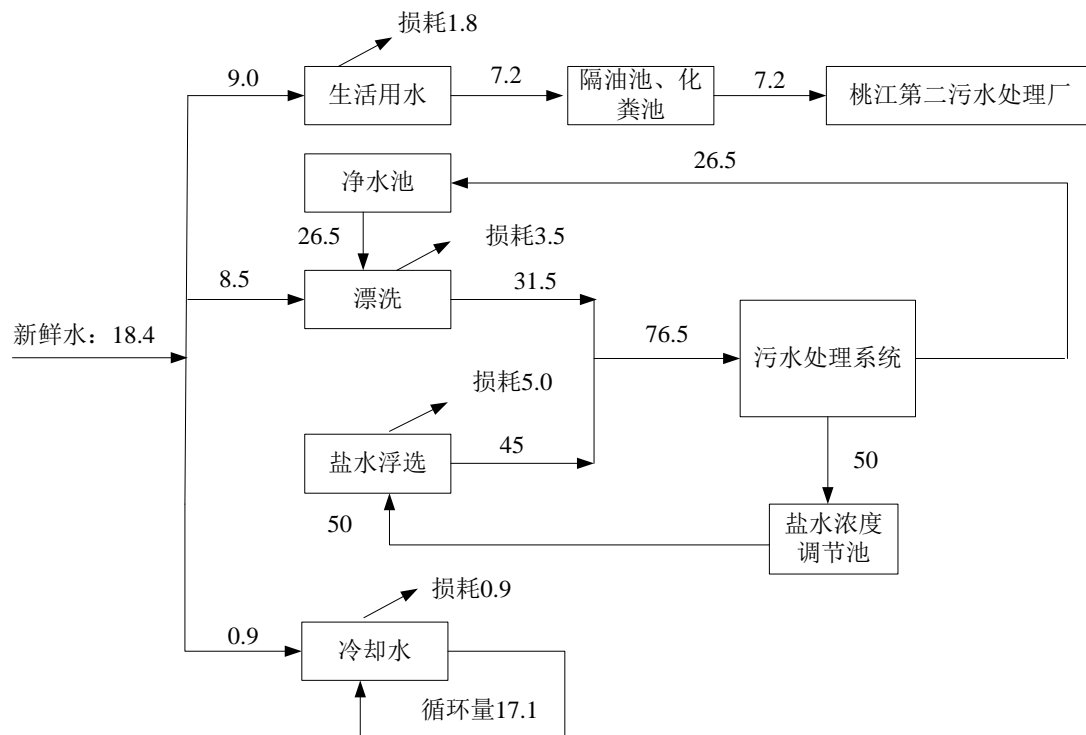 损耗1.8
9.0
生活用水
7.2
隔油池、化
粪池
7.2
桃江第二污水处理厂
净水池
26.5
26.5
损耗3.5
8.5
漂洗
31.5
新鲜水：18.4
76.5
污水处理系统
损耗5.0
盐水浮选
45
50
50
盐水浓度
调节池
损耗0.9
0.9
冷却水
循环量17.1